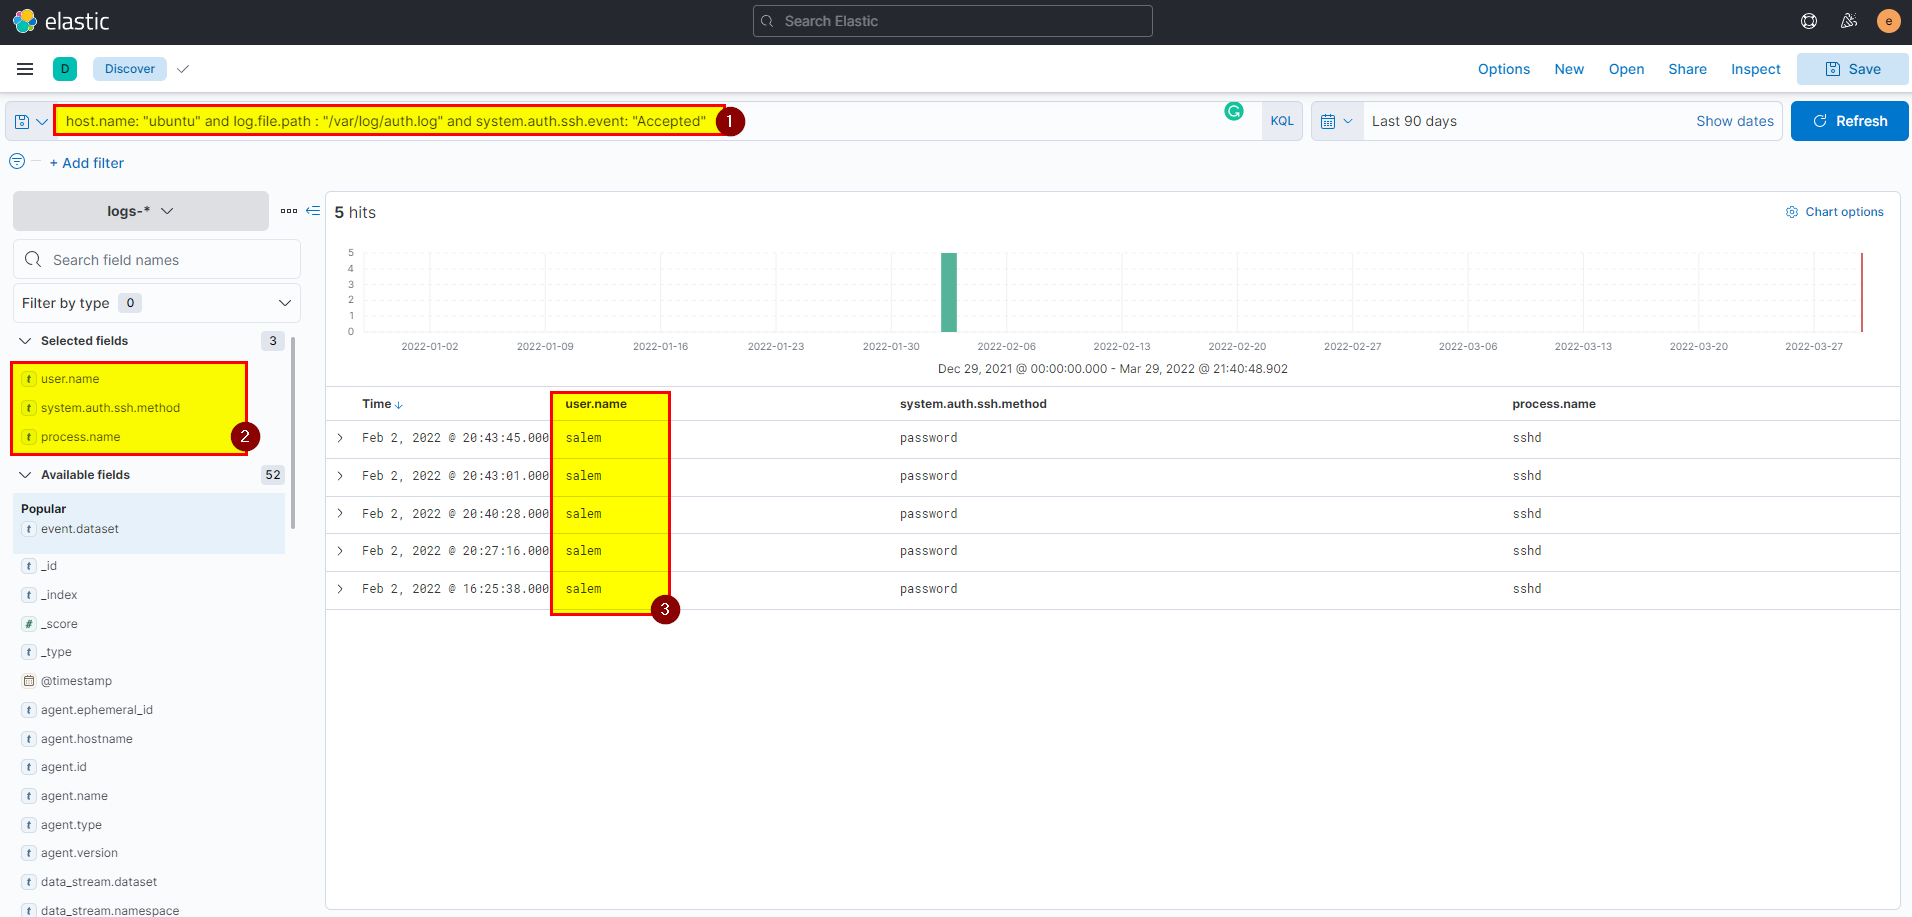 elastic
Search Elastic
e
D
Discover
Options
New
Open
Share
Inspect
Save
host.name: "ubuntu" and log.file.path : "/var/log/auth.log" and system.auth.ssh.event: "Accepted"
1
G
KQL
Last 90 days
Show dates
Refresh
+ Add filter
logs-*
Search field names
Filter by type 0
Selected fields 3
t user.name
t system.auth.ssh.method
t process.name
2
Available fields 52
Popular
t event.dataset
t _id
t _index
# _score
t _type
@timestamp
t agent.ephemeral_id
t agent.hostname
t agent.id
t agent.name
t agent.type
t agent.version
t data_stream.dataset
t data_stream.namespace
5 hits
Chart options
5
4
3
2
1
0
2022-01-02 2022-01-09 2022-01-16 2022-01-23 2022-01-30 2022-02-06 2022-02-13 2022-02-20 2022-02-27 2022-03-06 2022-03-13 2022-03-20 2022-03-27
Dec 29, 2021 @ 00:00:00.000 - Mar 29, 2022 @ 21:40:48.902
Time user.name system.auth.ssh.method process.name
Feb 2, 2022 @ 20:43:45.000 salem password sshd
Feb 2, 2022 @ 20:43:01.000 salem password sshd
Feb 2, 2022 @ 20:40:28.000 salem password sshd
Feb 2, 2022 @ 20:27:16.000 salem password sshd
Feb 2, 2022 @ 16:25:38.000 salem password sshd
3